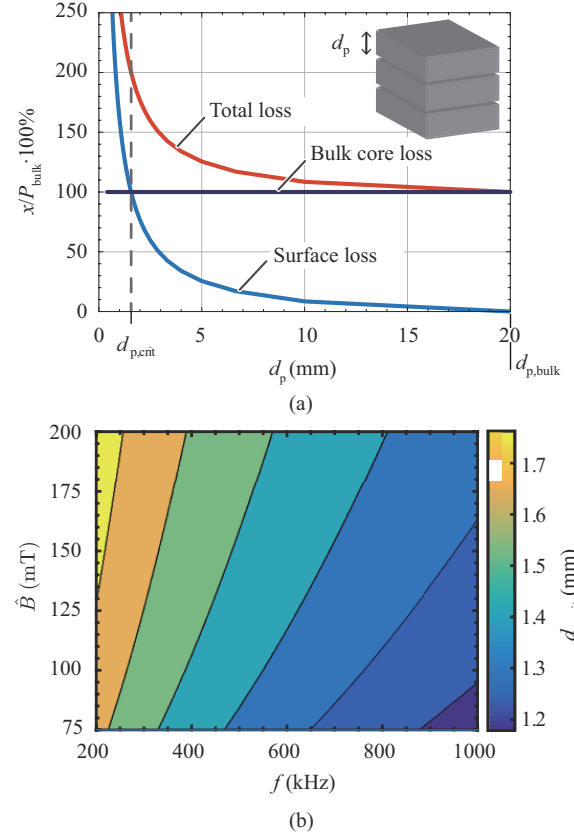 250
200
150
100
50
0
x/P_bulk·100%
d_p
Total loss
Bulk core loss
Surface loss
0 5 10 15 20
d_p,crit
d_p (mm)
d_p,bulk
(a)
200
175
150
125
100
75
B̂ (mT)
200 400 600 800 1000
f (kHz)
1.7
1.6
1.5
1.4
1.3
1.2
(mm)
(b)